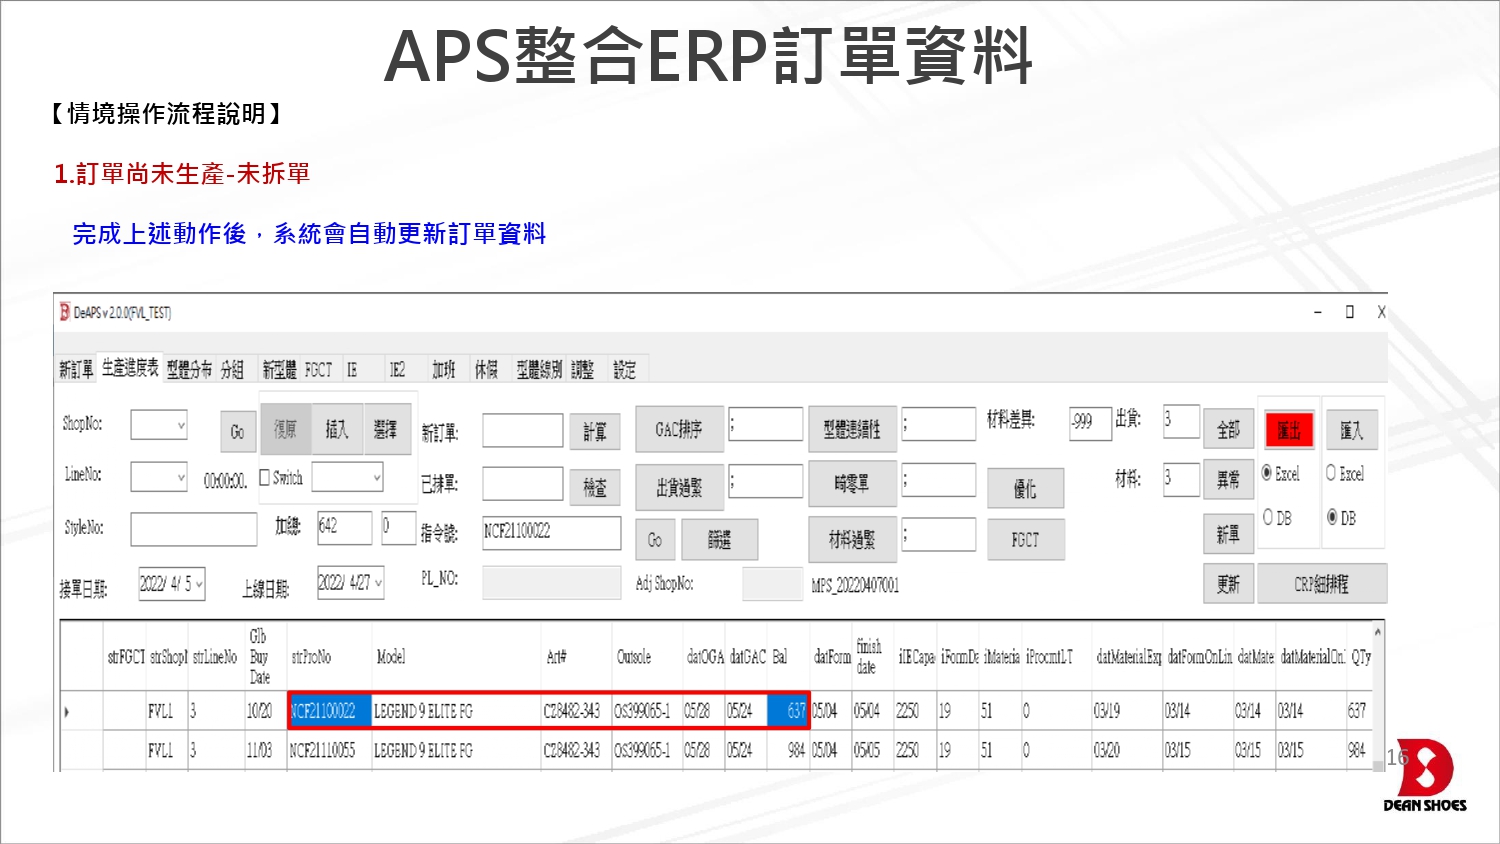 APS整合ERP訂單資料
【情境操作流程說明】
1.訂單尚未生產-未拆單
完成上述動作後，系統會自動更新訂單資料
DeAPS v 2.0.0(FVL_TEST)
新訂單 生產進度表 型體分布 分組 新型體 FGCT IE IE2 加班 休假 型體線別 調整 設定
ShopNo: Go 復原 插入 選擇 新訂單: 計算 GAC排序 ; 型體連續性 ; 材料差異: -999 出貨: 3 全部 匯出 匯入
LineNo: 00:00:00. Switch 已排單: 檢查 出貨過緊 ; 畸零單 ; 優化 材料: 3 異常 Excel Excel
StyleNo: 加總: 642 0 指令號: NCF21100022 Go 篩選 材料過緊 ; FGCT 新單 DB DB
接單日期: 2022/ 4/ 5 上線日期: 2022/ 4/27 PL_NO: Adj ShopNo: MPS_20220407001 更新 CRP細排程
strFGCT strShopN strLineNo Glb Buy Date strProNo Model Art# Outsole datOGA datGAC Bal datForm finish date iIECapa iFormDa iMateria iProcmtLT datMaterialExp datFormOnLin datMate datMaterialOnl QTy
FVL1 3 10/20 NCF21100022 LEGEND 9 ELITE FG CZ8482-343 OS399065-1 05/28 05/24 637 05/04 05/04 2250 19 51 0 03/19 03/14 03/14 03/14 637
FVL1 3 11/03 NCF21110055 LEGEND 9 ELITE FG CZ8482-343 OS399065-1 05/28 05/24 984 05/04 05/05 2250 19 51 0 03/20 03/15 03/15 03/15 984
16
DEAN SHOES